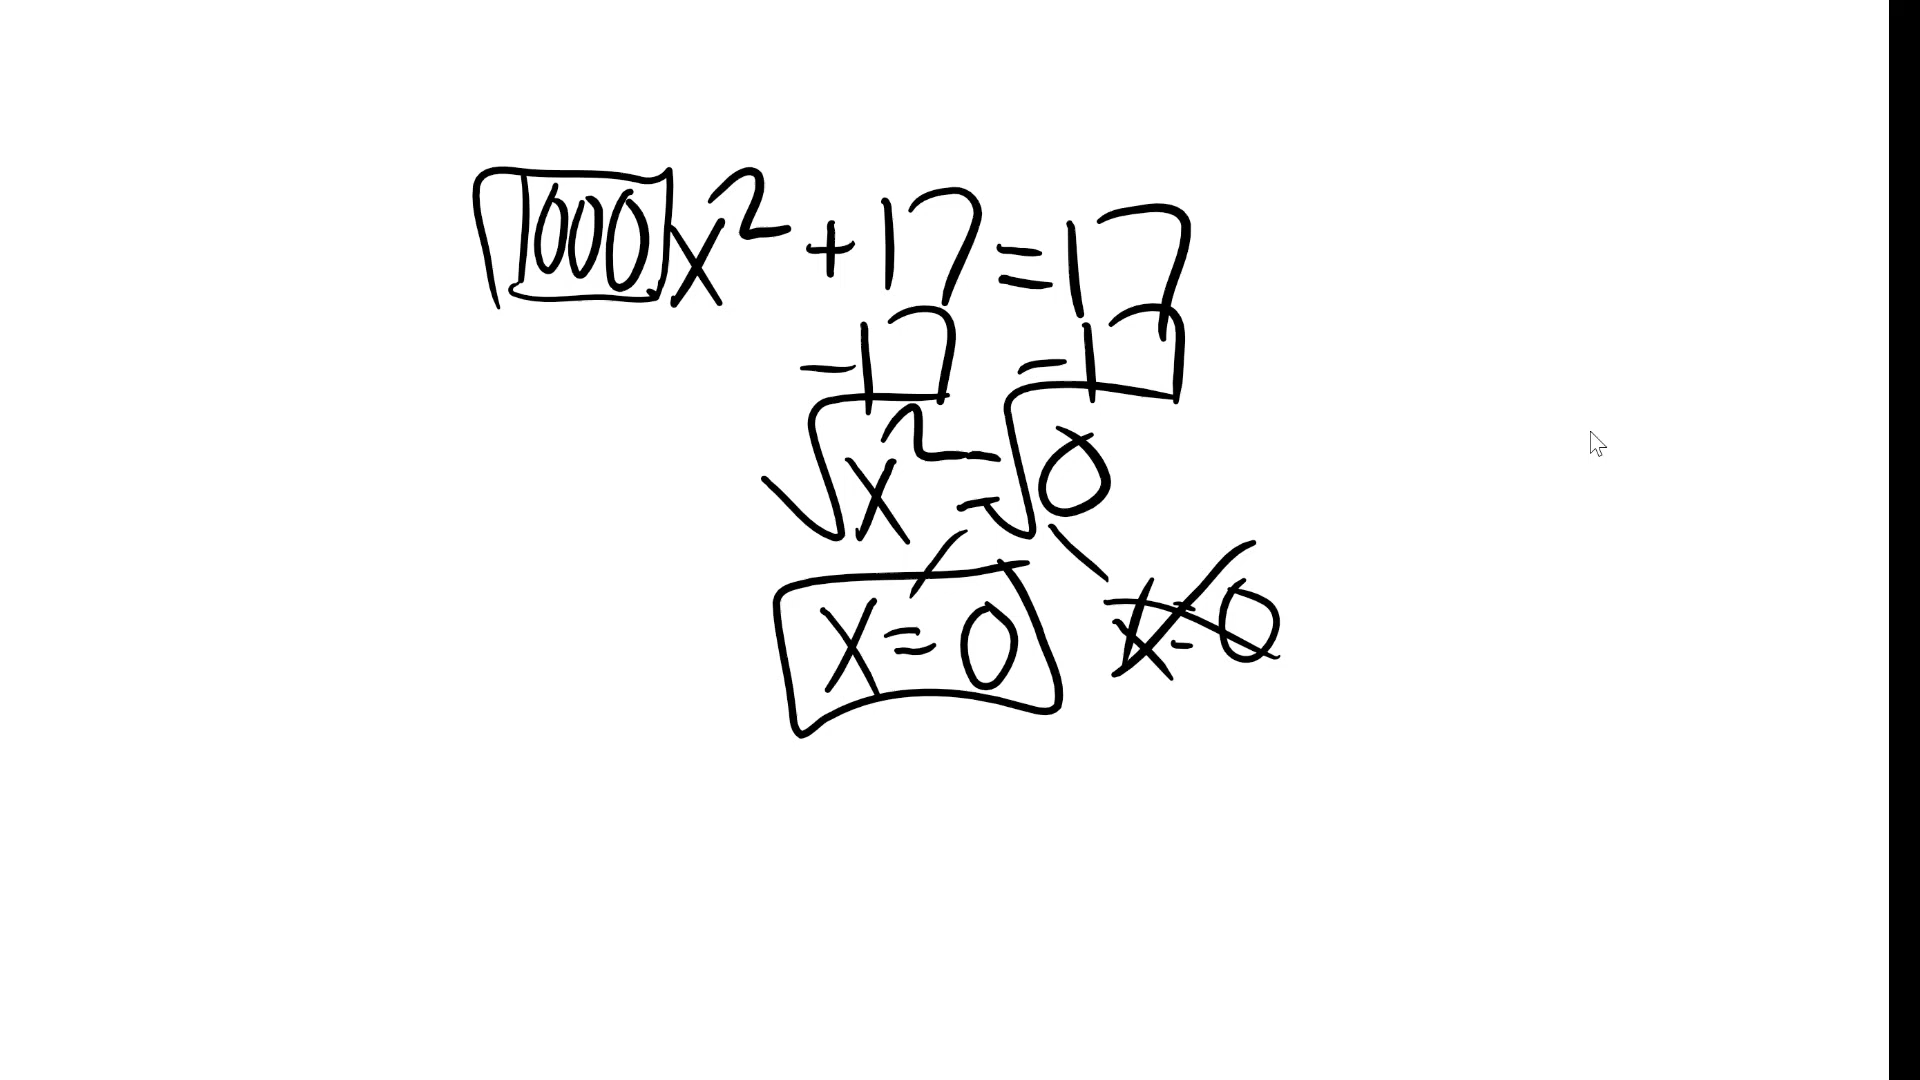 1000x² + 17 = 17
-17 -17
√x² = √0
x = 0 x = 0